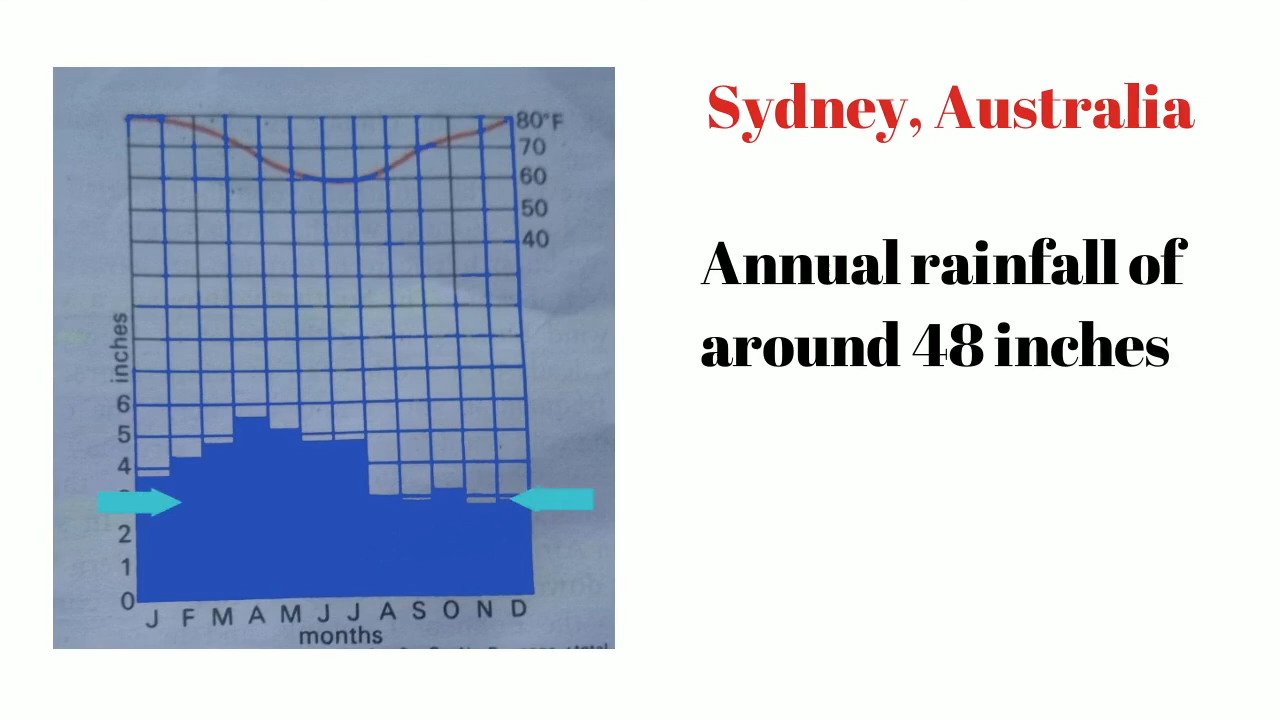 Sydney, Australia
Annual rainfall of
around 48 inches
80°F
70
60
50
40
inches
6
5
4
2
1
0
J F M A M J J A S O N D
months